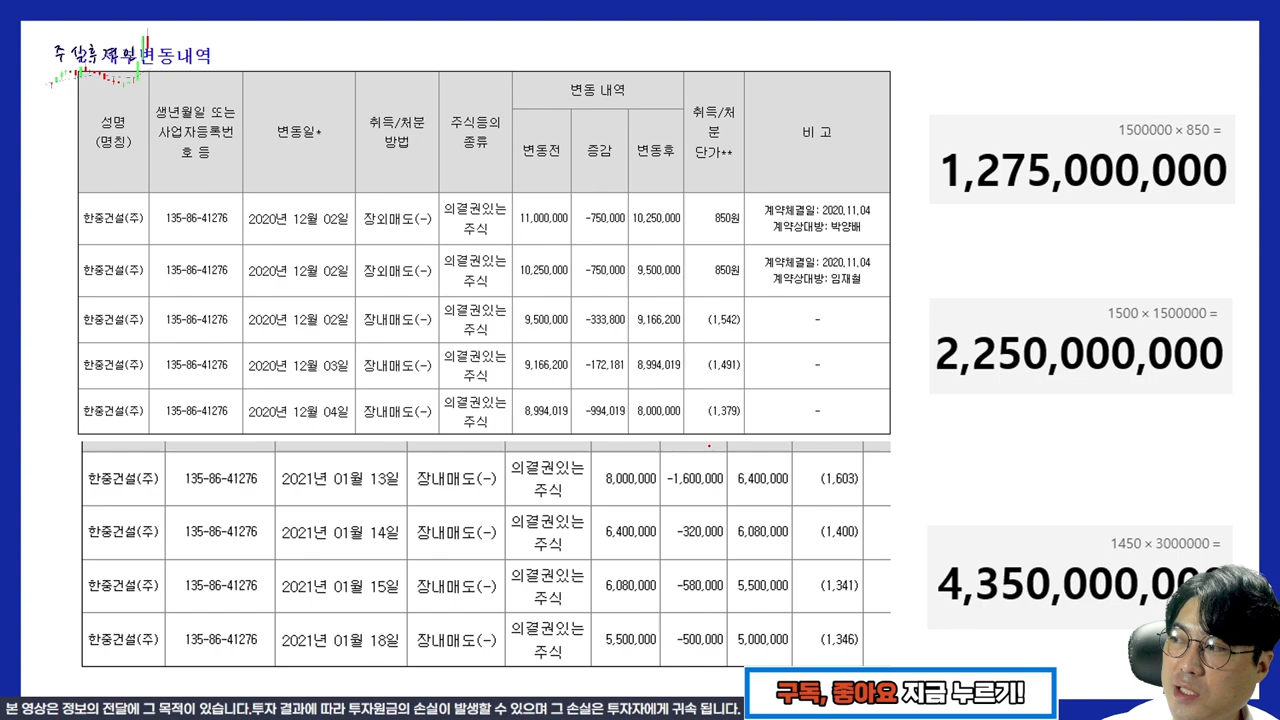 주 식 후 재 원
세부변동내역
성명
(명칭)
생년월일 또는
사업자등록번
호 등
변동일*
취득/처분
방법
주식등의
종류
변동 내역
변동전 증감 변동후
취득/처
분
단가**
비 고
한중건설(주) 135-86-41276 2020년 12월 02일 장외매도(-) 의결권있는
주식
11,000,000 -750,000 10,250,000 850원 계약체결일: 2020.11.04
계약상대방: 박양배
한중건설(주) 135-86-41276 2020년 12월 02일 장외매도(-) 의결권있는
주식
10,250,000 -750,000 9,500,000 850원 계약체결일: 2020.11.04
계약상대방: 임재철
한중건설(주) 135-86-41276 2020년 12월 02일 장내매도(-) 의결권있는
주식
9,500,000 -333,800 9,166,200 (1,542) -
한중건설(주) 135-86-41276 2020년 12월 03일 장내매도(-) 의결권있는
주식
9,166,200 -172,181 8,994,019 (1,491) -
한중건설(주) 135-86-41276 2020년 12월 04일 장내매도(-) 의결권있는
주식
8,994,019 -994,019 8,000,000 (1,379) -
한중건설(주) 135-86-41276 2021년 01월 13일 장내매도(-) 의결권있는
주식
8,000,000 -1,600,000 6,400,000 (1,603)
한중건설(주) 135-86-41276 2021년 01월 14일 장내매도(-) 의결권있는
주식
6,400,000 -320,000 6,080,000 (1,400)
한중건설(주) 135-86-41276 2021년 01월 15일 장내매도(-) 의결권있는
주식
6,080,000 -580,000 5,500,000 (1,341)
한중건설(주) 135-86-41276 2021년 01월 18일 장내매도(-) 의결권있는
주식
5,500,000 -500,000 5,000,000 (1,346)
1500000 × 850 =
1,275,000,000
1500 × 1500000 =
2,250,000,000
1450 × 3000000 =
4,350,000,000
구독, 좋아요 지금 누르기!
본 영상은 정보의 전달에 그 목적이 있습니다.투자 결과에 따라 투자원금의 손실이 발생할 수 있으며 그 손실은 투자자에게 귀속 됩니다.